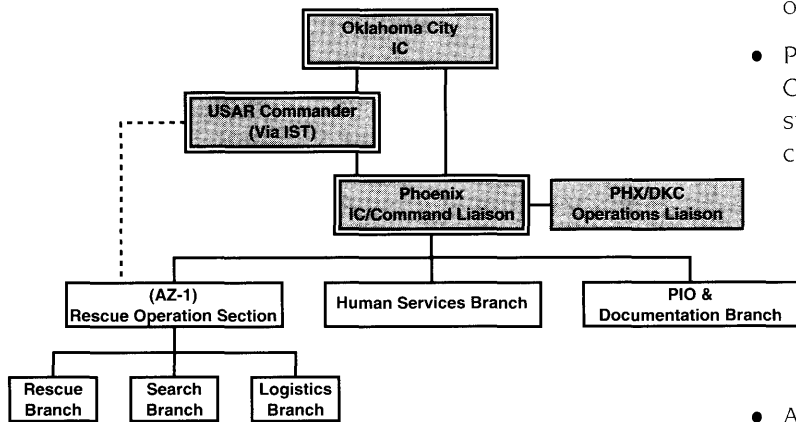 Oklahoma City
IC
USAR Commander
(Via IST)
Phoenix
IC/Command Liaison
PHX/DKC
Operations Liaison
(AZ-1)
Rescue Operation Section
Human Services Branch
PIO &
Documentation Branch
Rescue
Branch
Search
Branch
Logistics
Branch